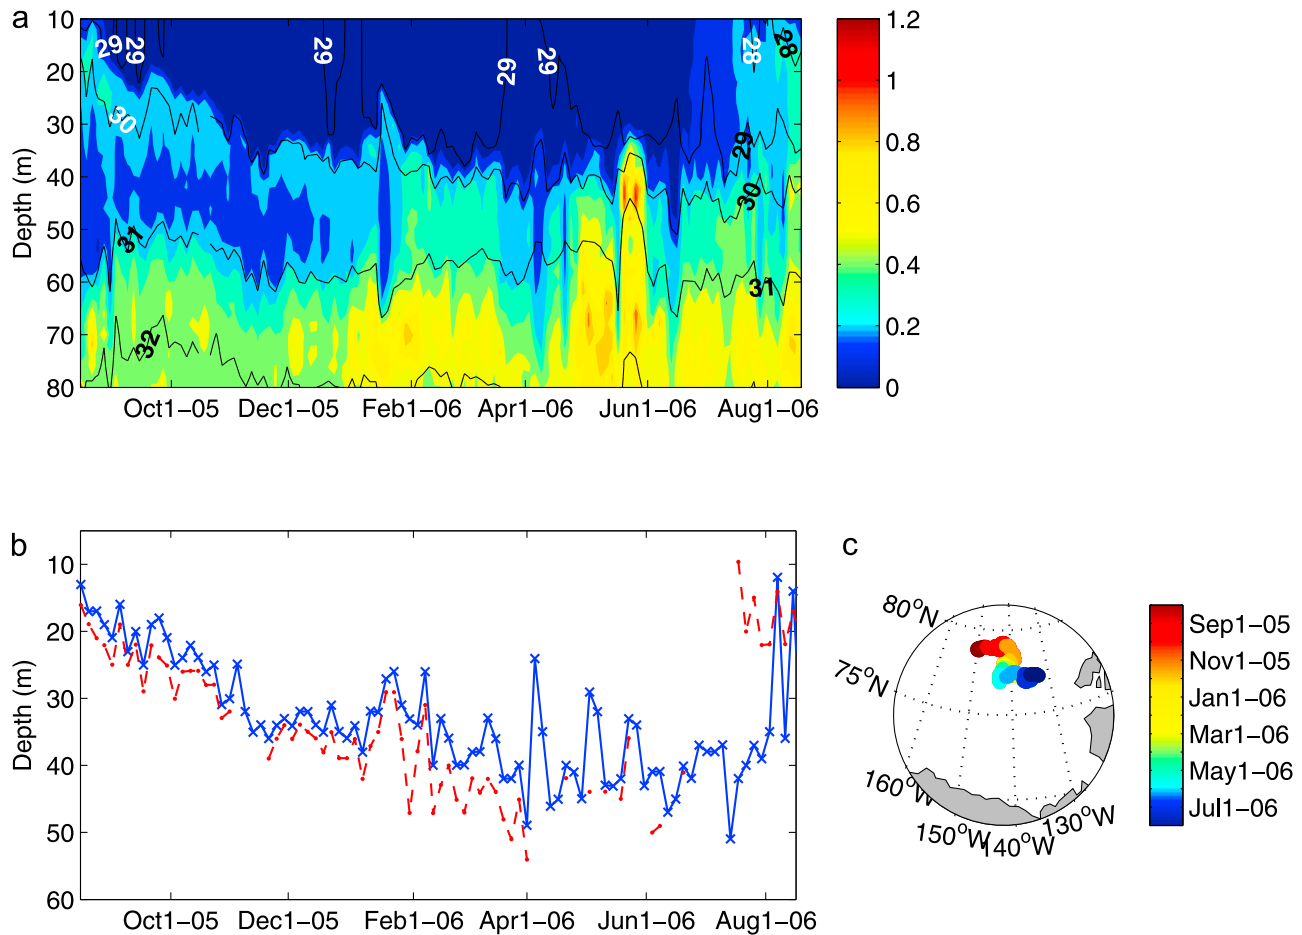 a
10
20
30
40
50
60
70
80
Depth (m)
29
29
29
29
29
28
28
30
29
30
31
31
32
Oct1−05
Dec1−05
Feb1−06
Apr1−06
Jun1−06
Aug1−06
1.2
1
0.8
0.6
0.4
0.2
0
b
10
20
30
40
50
60
Depth (m)
Oct1−05
Dec1−05
Feb1−06
Apr1−06
Jun1−06
Aug1−06
c
80°N
75°N
160°W
150°W
140°W
130°W
Sep1−05
Nov1−05
Jan1−06
Mar1−06
May1−06
Jul1−06